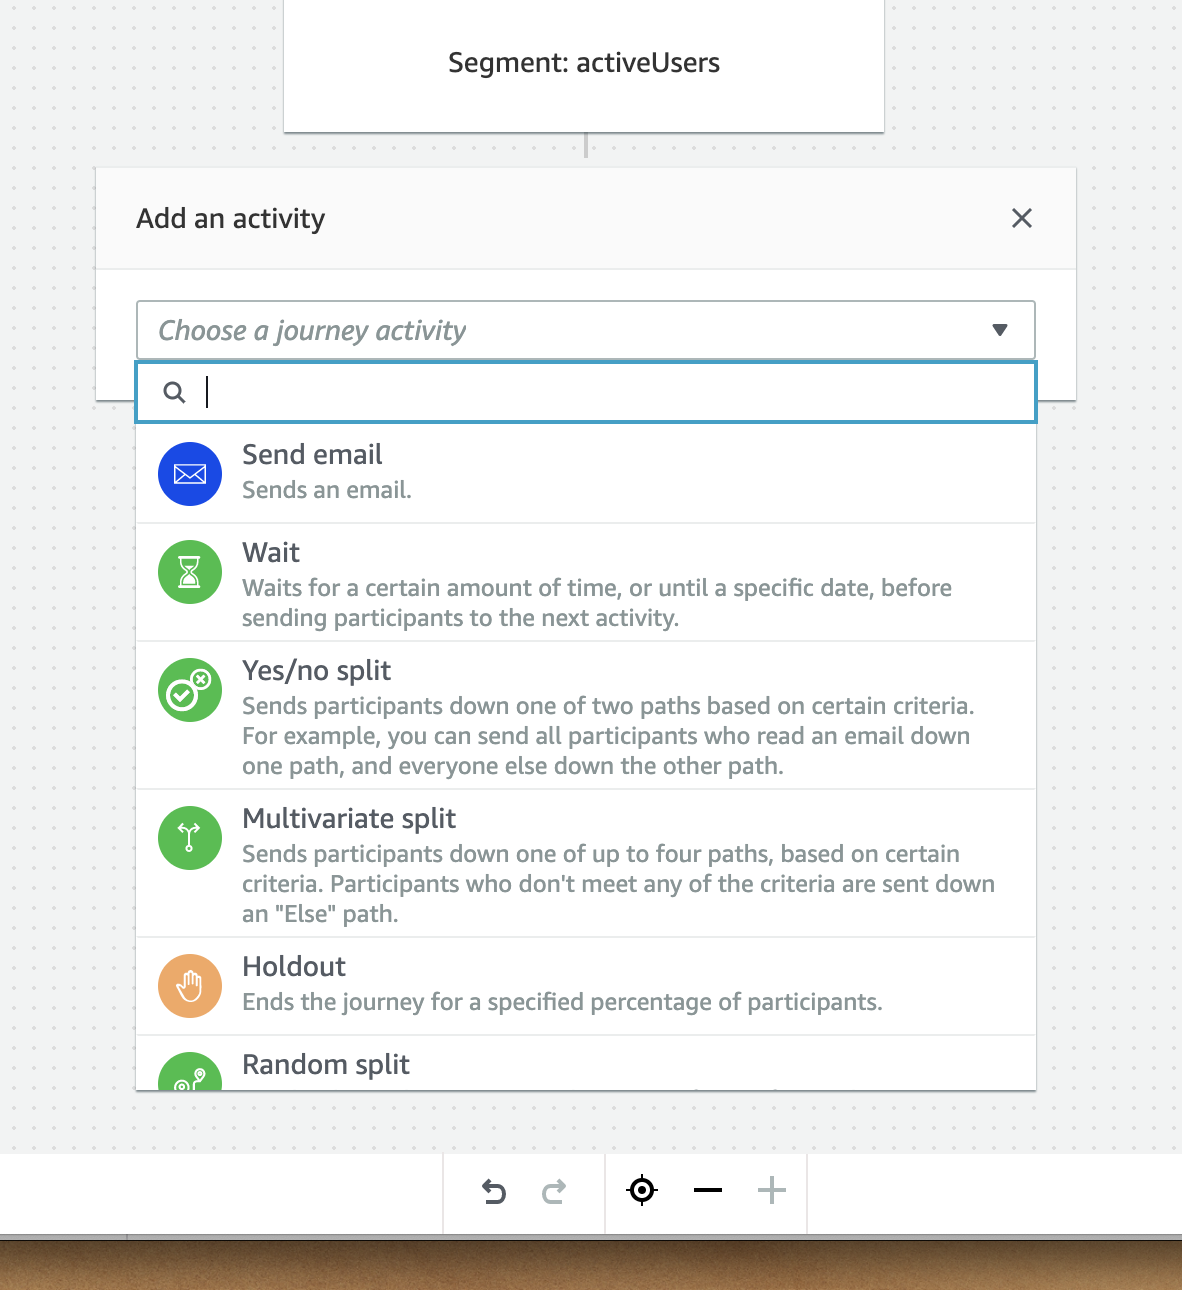 Segment: activeUsers
Add an activity
Choose a journey activity
Send email
Sends an email.
Wait
Waits for a certain amount of time, or until a specific date, before
sending participants to the next activity.
Yes/no split
Sends participants down one of two paths based on certain criteria.
For example, you can send all participants who read an email down
one path, and everyone else down the other path.
Multivariate split
Sends participants down one of up to four paths, based on certain
criteria. Participants who don't meet any of the criteria are sent down
an "Else" path.
Holdout
Ends the journey for a specified percentage of participants.
Random split